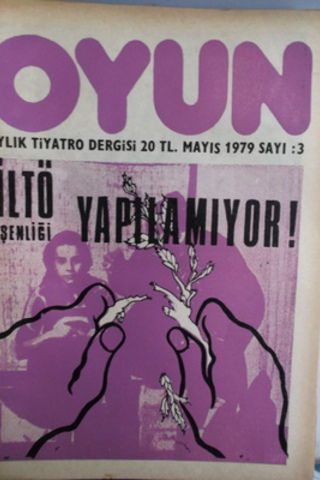 OYUN
YLIK TİYATRO DERGİSİ 20 TL. MAYIS 1979 SAYI :3
İLTÖ
ŞENLİĞİ
YAPILAMIYOR!